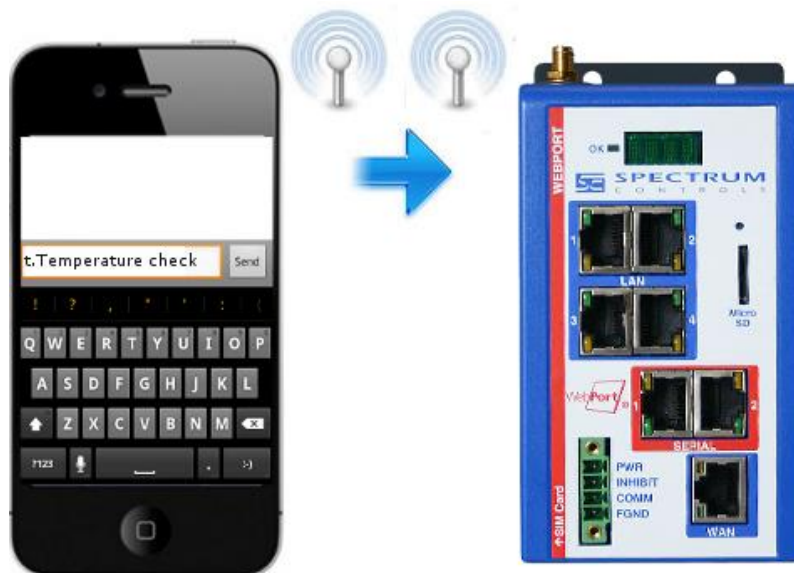 t.Temperature check
Send
! ? , " ' : (
Q W E R T Y U I O P
A S D F G H J K L
Z X C V B N M
?123 . :-)
WEBPORT
OK
SPECTRUM
CONTROLS
1 2
LAN
3 4
Micro
SD
WebPort
1 2
SERIAL
PWR
INHIBIT
COMM
FGND
SIM Card
WAN